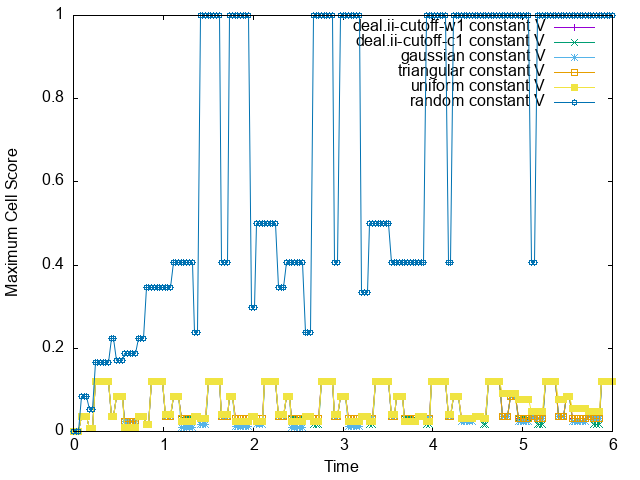 1
0.8
0.6
0.4
0.2
0
0 1 2 3 4 5 6
Maximum Cell Score
Time
deal.ii-cutoff-w1 constant V
deal.ii-cutoff-c1 constant V
gaussian constant V
triangular constant V
uniform constant V
random constant V